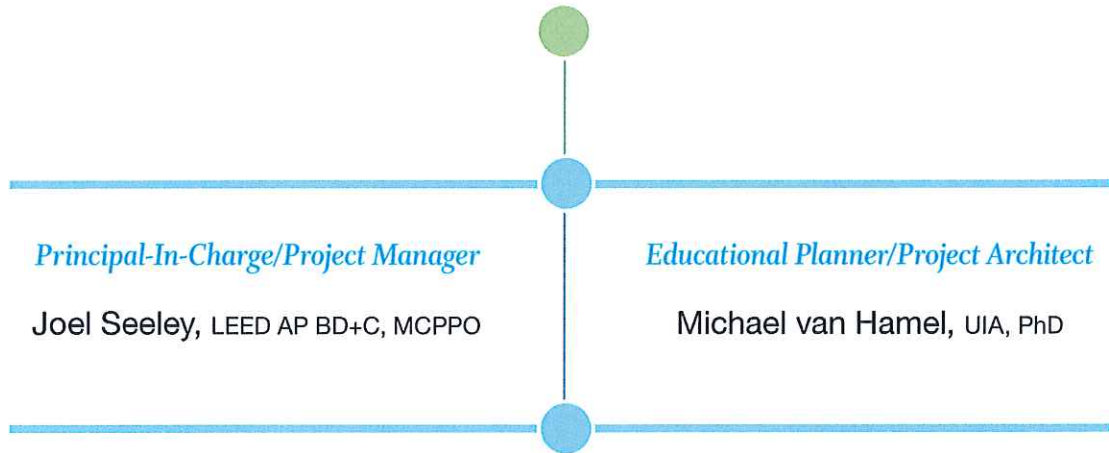 Principal-In-Charge/Project Manager
Joel Seeley, LEED AP BD+C, MCPPO
Educational Planner/Project Architect
Michael van Hamel, UIA, PhD